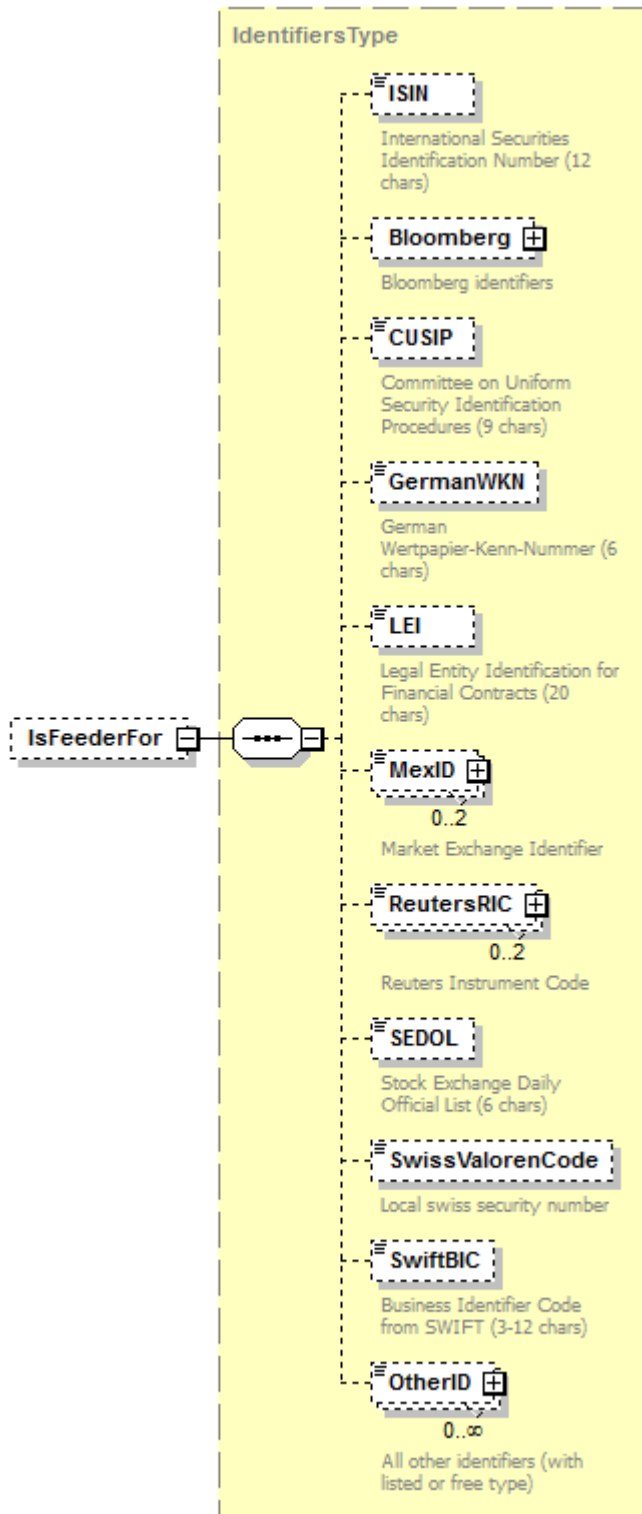 IdentifiersType
ISIN
International Securities
Identification Number (12
chars)
Bloomberg
Bloomberg identifiers
CUSIP
Committee on Uniform
Security Identification
Procedures (9 chars)
GermanWKN
German
Wertpapier-Kenn-Nummer (6
chars)
LEI
Legal Entity Identification for
Financial Contracts (20
chars)
IsFeederFor
MexID
0..2
Market Exchange Identifier
ReutersRIC
0..2
Reuters Instrument Code
SEDOL
Stock Exchange Daily
Official List (6 chars)
SwissValorenCode
Local swiss security number
SwiftBIC
Business Identifier Code
from SWIFT (3-12 chars)
OtherID
0..∞
All other identifiers (with
listed or free type)